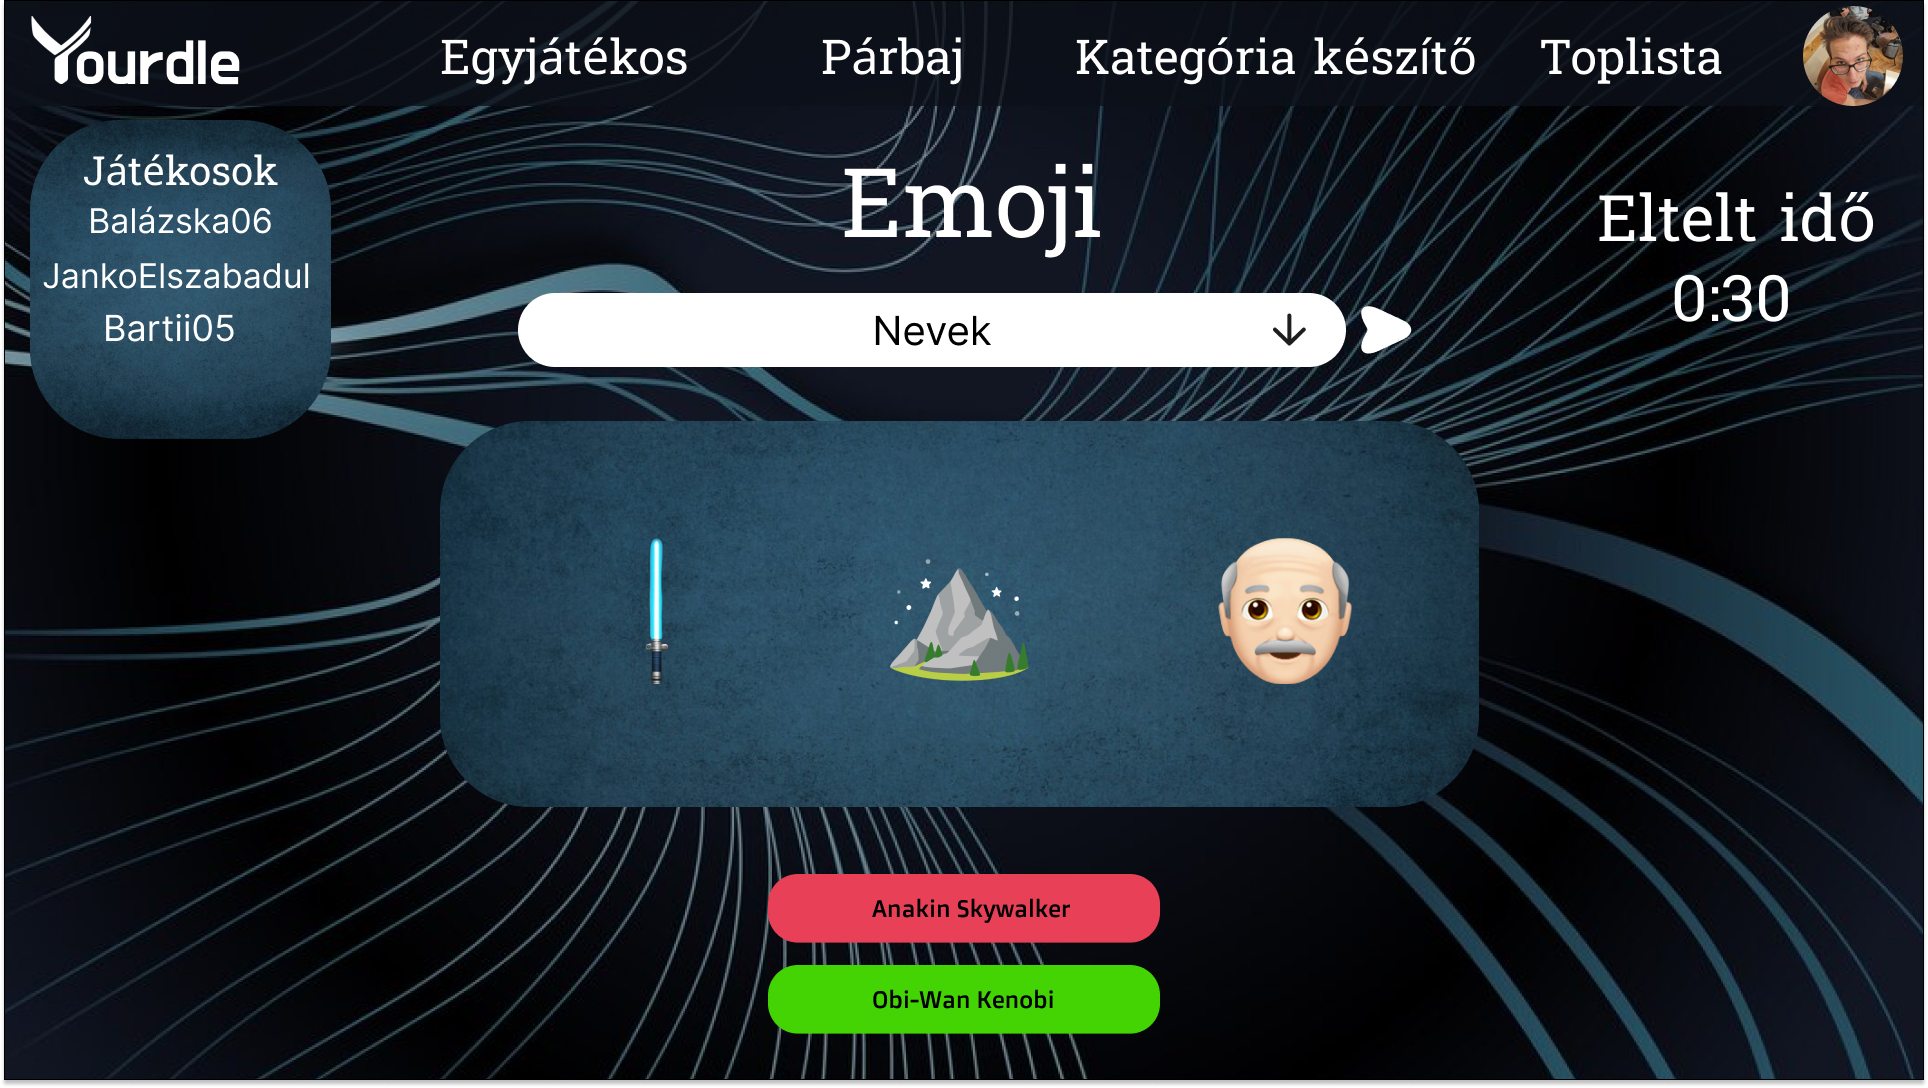 Yourdle
Egyjátékos
Párbaj
Kategória készítő
Toplista
Játékosok
Balázska06
JankoElszabadul
Bartii05
Emoji
Nevek
Eltelt idő
0:30
Anakin Skywalker
Obi-Wan Kenobi